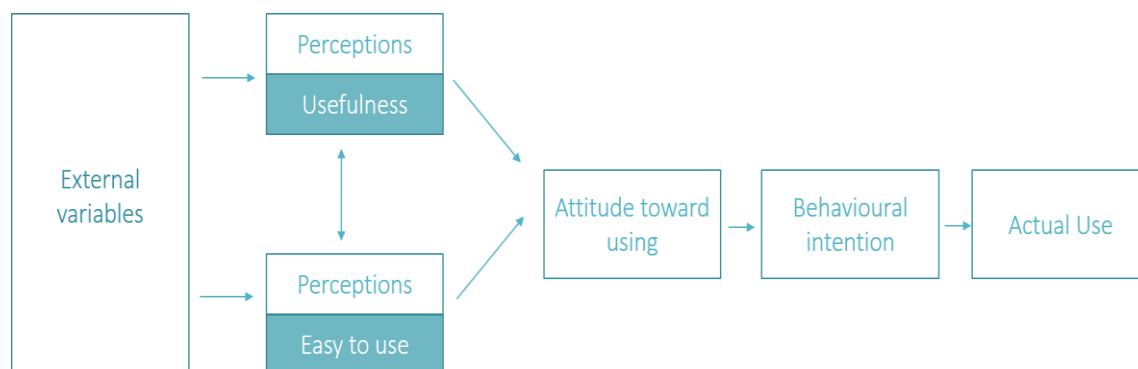 External
variables
Perceptions
Usefulness
Perceptions
Easy to use
Attitude toward
using
Behavioural
intention
Actual Use